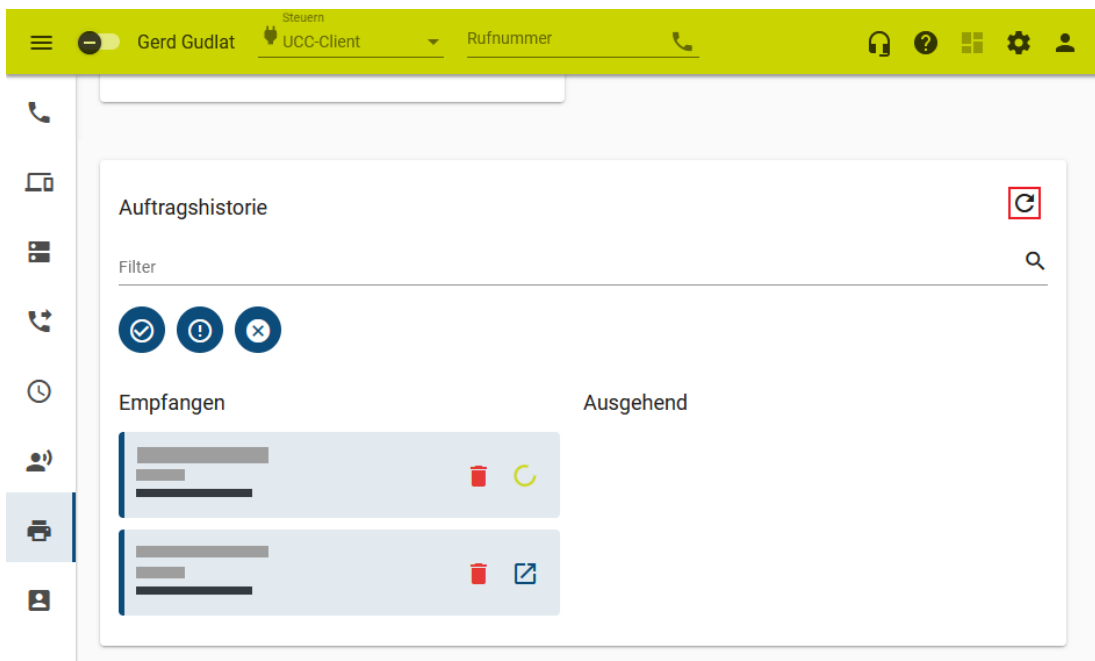 Steuern
Gerd Gudlat
UCC-Client
Rufnummer
Auftragshistorie
Filter
Empfangen
Ausgehend